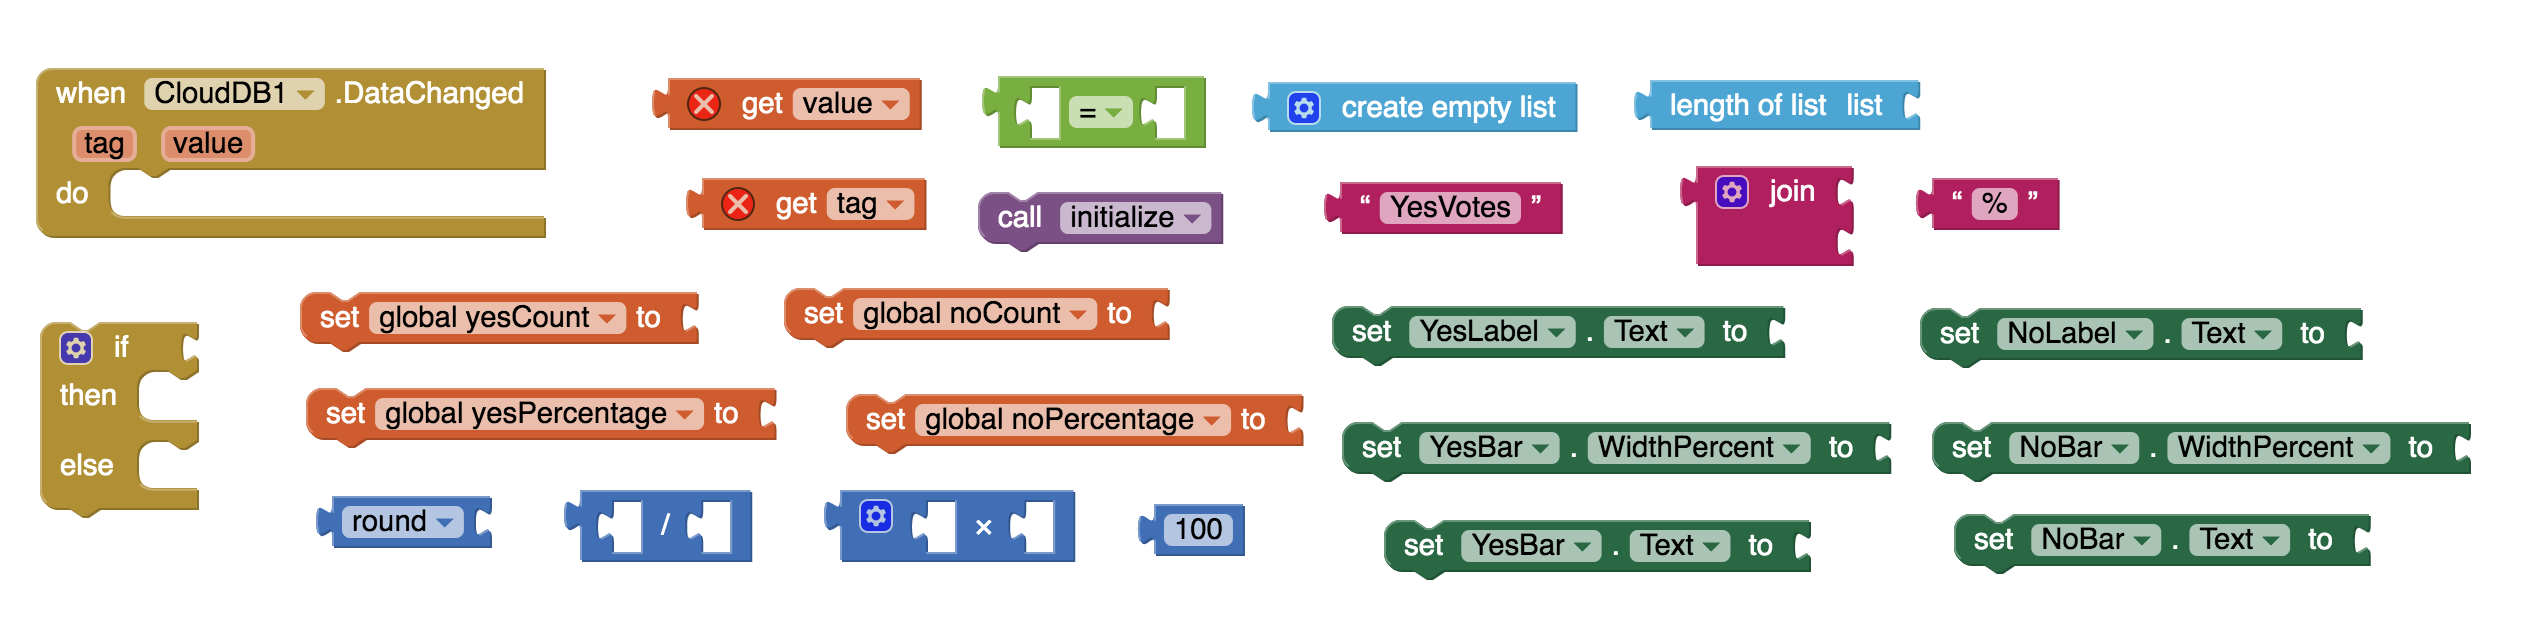 when CloudDB1 .DataChanged
tag value
do
get value
=
create empty list
length of list list
get tag
call initialize
“ YesVotes ”
join
“ % ”
if
then
else
set global yesCount to
set global noCount to
set YesLabel . Text to
set NoLabel . Text to
set global yesPercentage to
set global noPercentage to
set YesBar . WidthPercent to
set NoBar . WidthPercent to
round
/
×
100
set YesBar . Text to
set NoBar . Text to